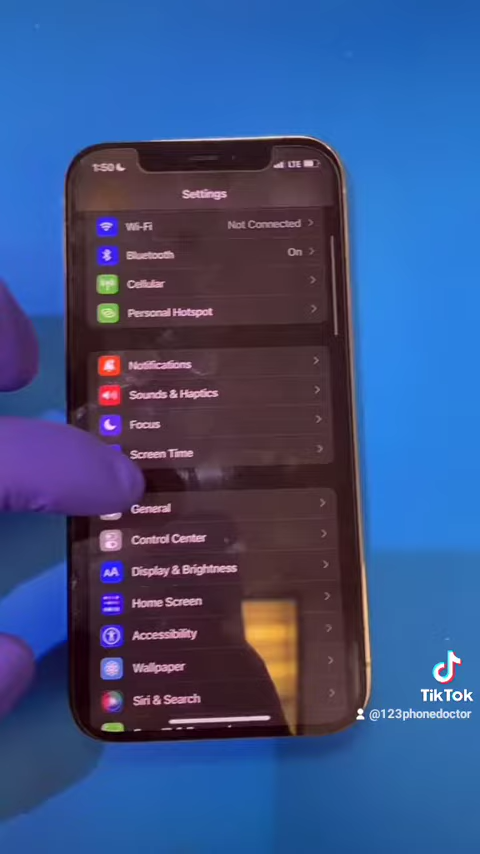 1:50 LTE
Settings
Wi-Fi Not Connected
Bluetooth On
Cellular
Personal Hotspot
Notifications
Sounds & Haptics
Focus
Screen Time
General
Control Center
AA Display & Brightness
Home Screen
Accessibility
Wallpaper
Siri & Search
TikTok
@123phonedoctor